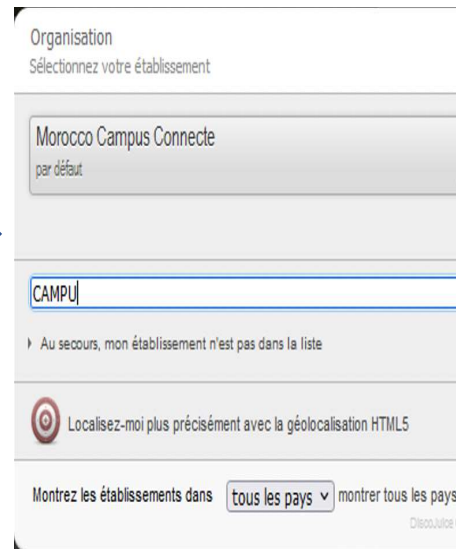 Organisation
Sélectionnez votre établissement
Morocco Campus Connecte
par défaut
CAMPU
Au secours, mon établissement n'est pas dans la liste
Localisez-moi plus précisément avec la géolocalisation HTML5
Montrez les établissements dans tous les pays montrer tous les pays
DiscoJuice